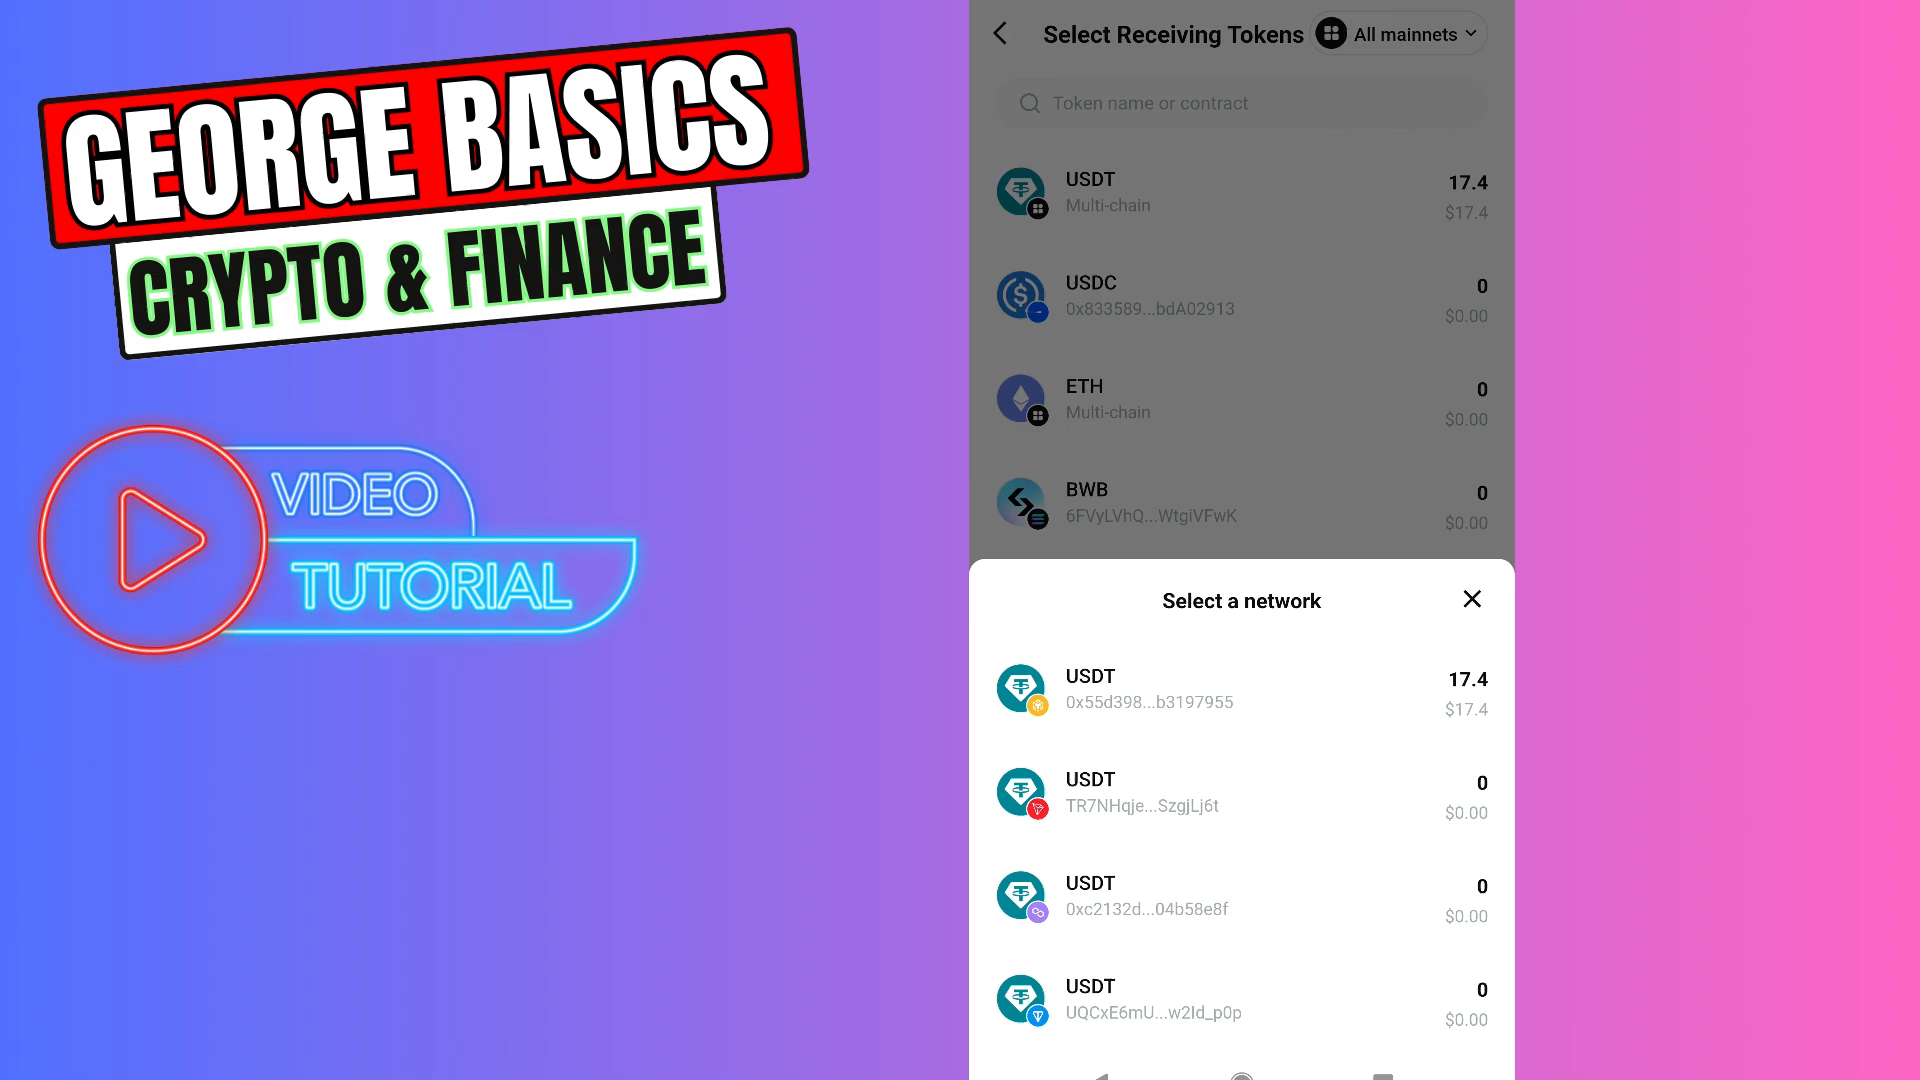 GEORGE BASICS
CRYPTO & FINANCE
VIDEO
TUTORIAL
Select Receiving Tokens
All mainnets
Token name or contract
USDT
17.4
Multi-chain
$17.4
USDC
0
0x833589...bdA02913
$0.00
ETH
0
Multi-chain
$0.00
BWB
0
6FVyLVhQ...WtgiVFwK
$0.00
Select a network
USDT
17.4
0x55d398...b3197955
$17.4
USDT
0
TR7NHqje...SzgjLj6t
$0.00
USDT
0
0xc2132d...04b58e8f
$0.00
USDT
0
UQCxE6mU...w2Id_p0p
$0.00